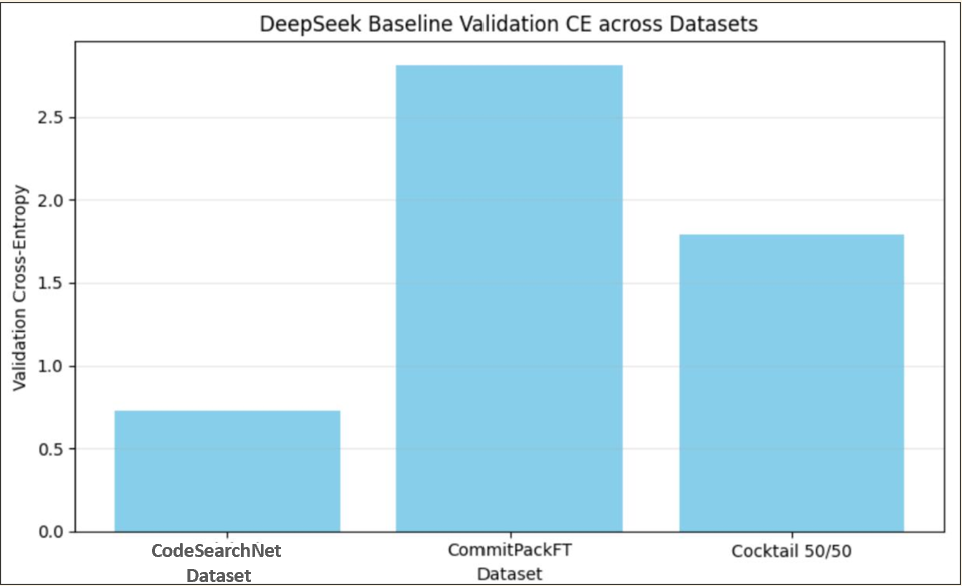 DeepSeek Baseline Validation CE across Datasets
Validation Cross-Entropy
2.5
2.0
1.5
1.0
0.5
0.0
CodeSearchNet
Dataset
CommitPackFT
Dataset
Cocktail 50/50